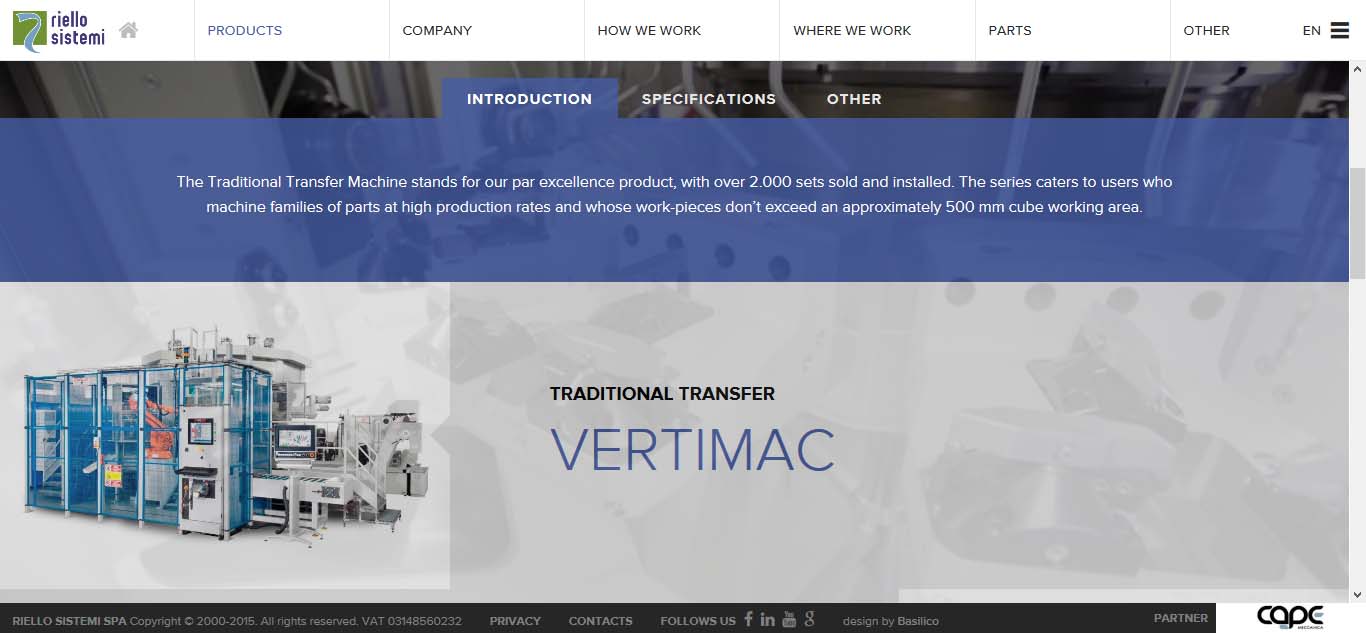 riello
sistemi
PRODUCTS
COMPANY
HOW WE WORK
WHERE WE WORK
PARTS
OTHER
EN
INTRODUCTION
SPECIFICATIONS
OTHER
The Traditional Transfer Machine stands for our par excellence product, with over 2.000 sets sold and installed. The series caters to users who
machine families of parts at high production rates and whose work-pieces don’t exceed an approximately 500 mm cube working area.
TRADITIONAL TRANSFER
VERTIMAC
RIELLO SISTEMI SPA Copyright © 2000-2015. All rights reserved. VAT 03148560232
PRIVACY
CONTACTS
FOLLOWS US
design by Basilico
PARTNER
cape
MECCANICA